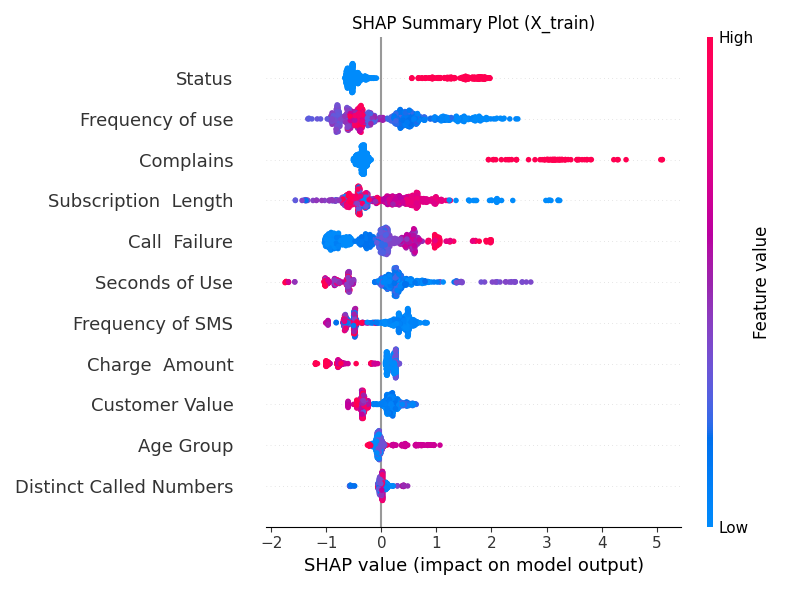 SHAP Summary Plot (X_train)
High
Status
Frequency of use
Complains
Subscription  Length
Call  Failure
Seconds of Use
Frequency of SMS
Charge  Amount
Customer Value
Age Group
Distinct Called Numbers
Feature value
Low
−2 −1 0 1 2 3 4 5
SHAP value (impact on model output)